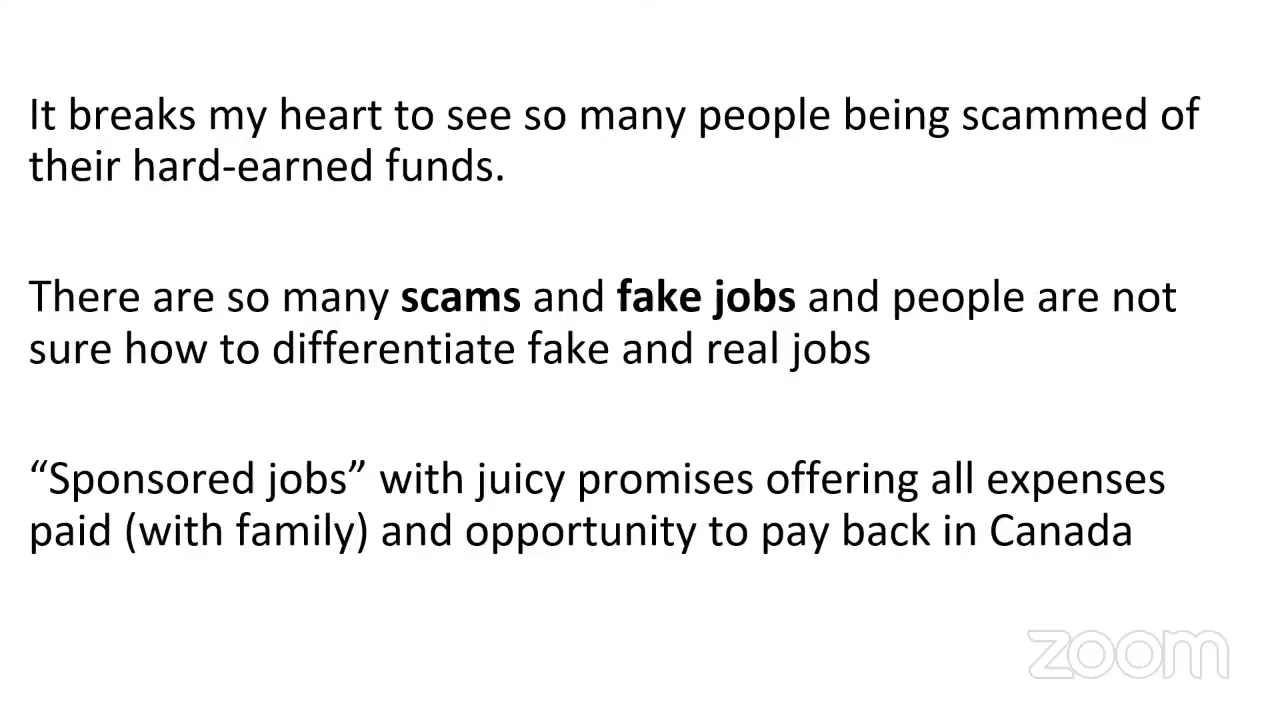 It breaks my heart to see so many people being scammed of
their hard-earned funds.
There are so many scams and fake jobs and people are not
sure how to differentiate fake and real jobs
“Sponsored jobs” with juicy promises offering all expenses
paid (with family) and opportunity to pay back in Canada
zoom